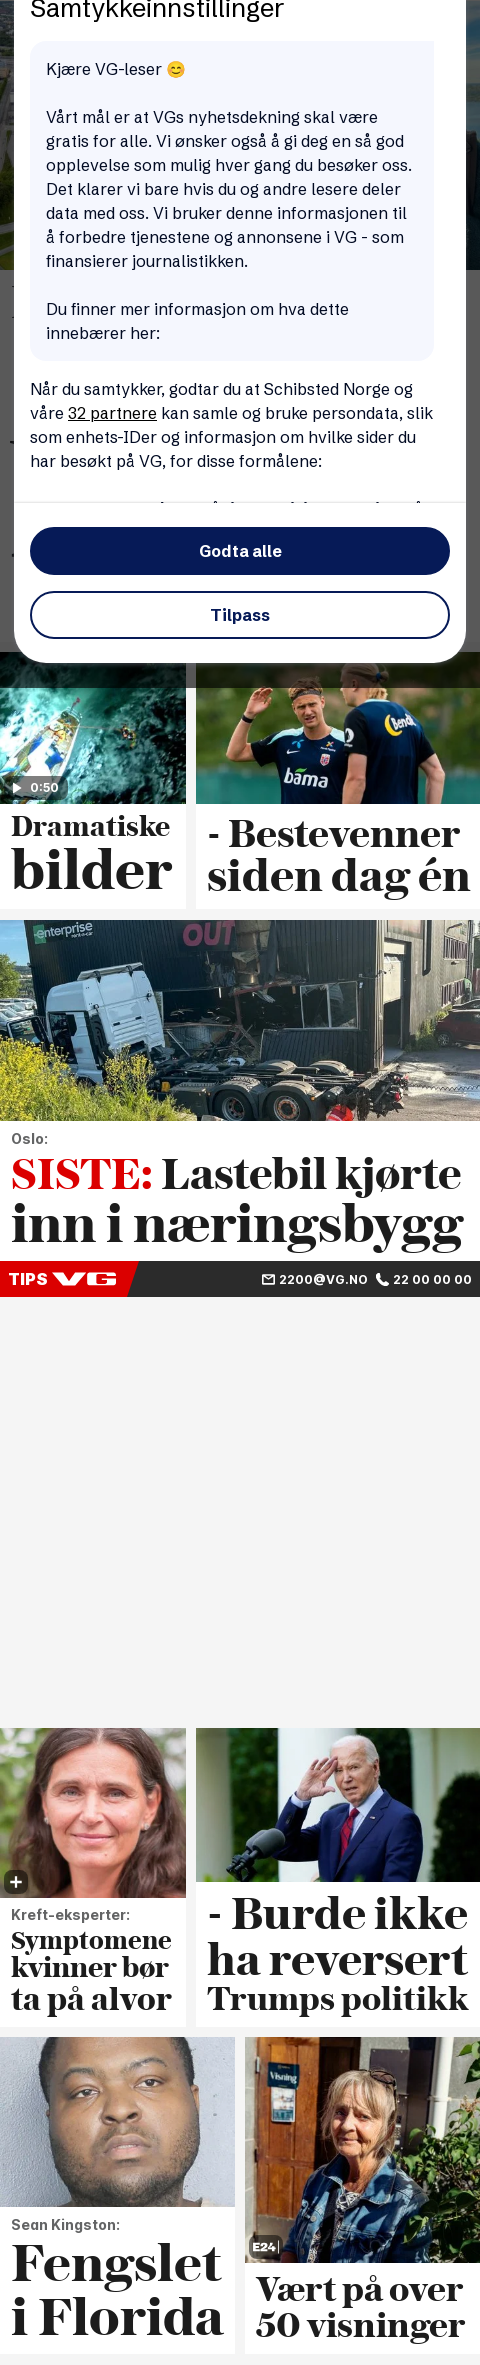 Samtykkeinnstillinger
Kjære VG-leser 😊
Vårt mål er at VGs nyhetsdekning skal være
gratis for alle. Vi ønsker også å gi deg en så god
opplevelse som mulig hver gang du besøker oss.
Det klarer vi bare hvis du og andre lesere deler
data med oss. Vi bruker denne informasjonen til
å forbedre tjenestene og annonsene i VG - som
finansierer journalistikken.
Du finner mer informasjon om hva dette
innebærer her:
Når du samtykker, godtar du at Schibsted Norge og
våre 32 partnere kan samle og bruke persondata, slik
som enhets-IDer og informasjon om hvilke sider du
har besøkt på VG, for disse formålene:
Godta alle
Tilpass
Bendit
bama
0:50
Dramatiske
bilder
- Bestevenner
siden dag én
enterprise
rent-a-car
OUT
Oslo:
SISTE: Lastebil kjørte
inn i næringsbygg
TIPS VG
2200@VG.NO 22 00 00 00
Kreft-eksperter:
Symptomene
kvinner bør
ta på alvor
- Burde ikke
ha reversert
Trumps politikk
Visning
E24
Sean Kingston:
Fengslet
i Florida
Vært på over
50 visninger